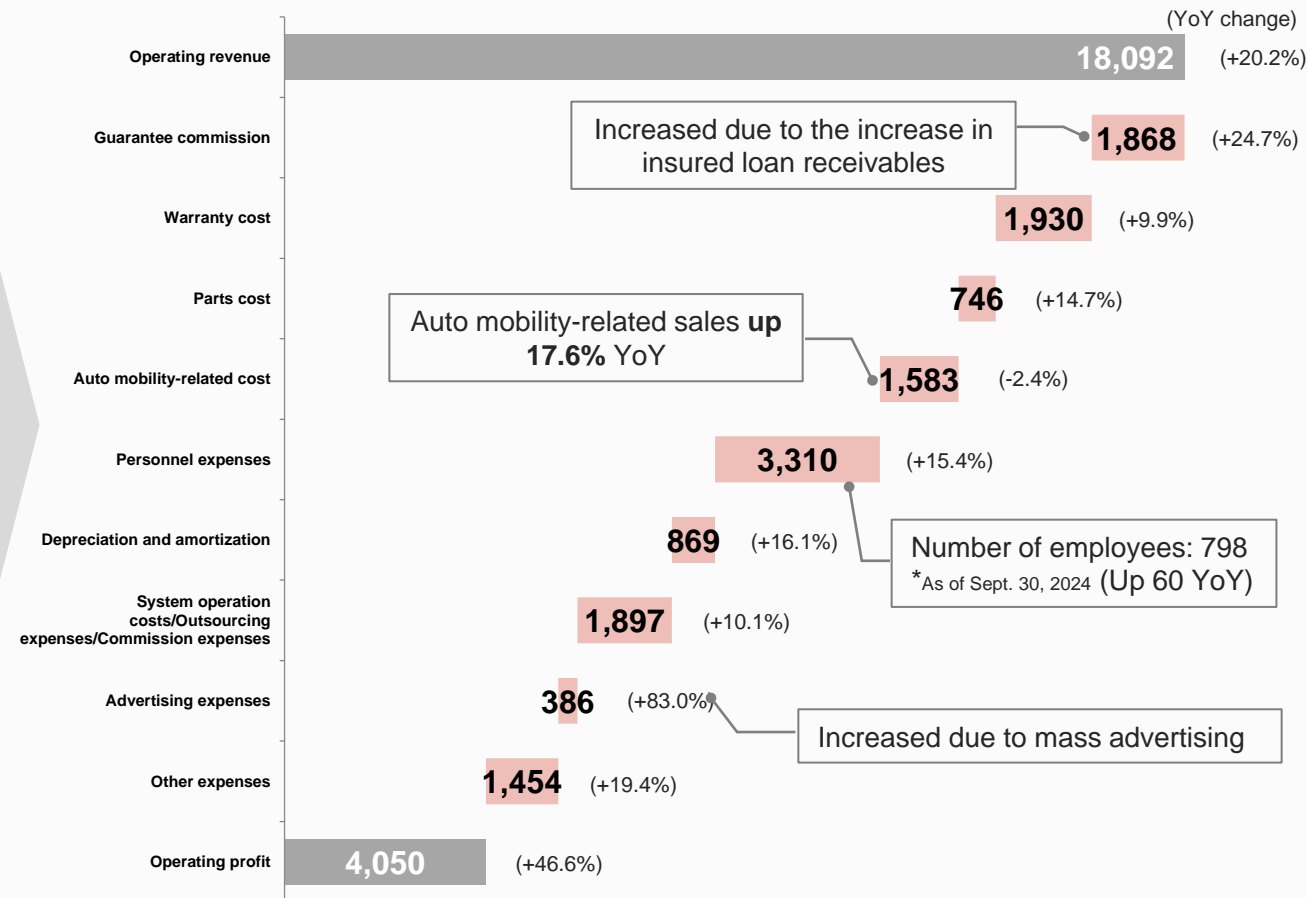 (YoY change)
Operating revenue
18,092
(+20.2%)
Increased due to the increase in
insured loan receivables
Guarantee commission
1,868
(+24.7%)
Warranty cost
1,930
(+9.9%)
Parts cost
746
(+14.7%)
Auto mobility-related sales up
17.6% YoY
Auto mobility-related cost
1,583
(-2.4%)
Personnel expenses
3,310
(+15.4%)
Number of employees: 798
*As of Sept. 30, 2024 (Up 60 YoY)
Depreciation and amortization
869
(+16.1%)
System operation
costs/Outsourcing
expenses/Commission expenses
1,897
(+10.1%)
Advertising expenses
386
(+83.0%)
Increased due to mass advertising
Other expenses
1,454
(+19.4%)
Operating profit
4,050
(+46.6%)